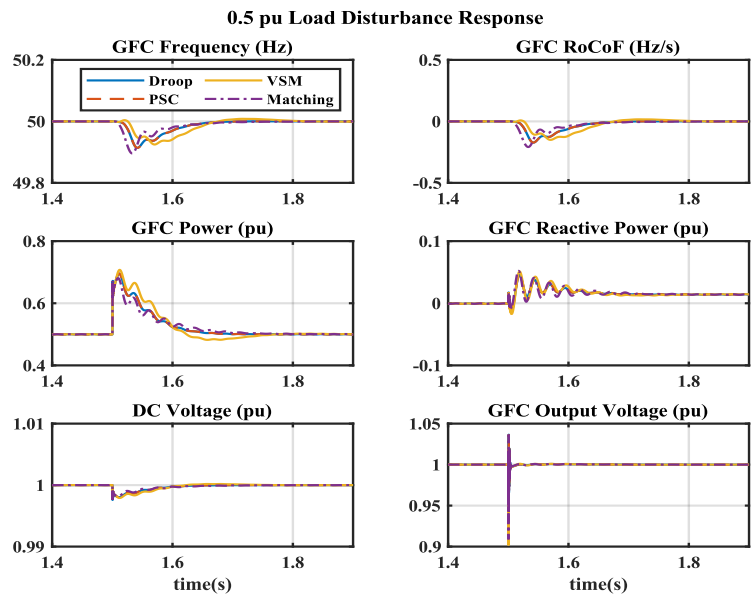 0.5 pu Load Disturbance Response
GFC Frequency (Hz)
50.2
50
49.8
1.4 1.6 1.8
Droop
PSC
VSM
Matching
GFC RoCoF (Hz/s)
0.5
0
-0.5
1.4 1.6 1.8
GFC Power (pu)
0.8
0.6
0.4
1.4 1.6 1.8
GFC Reactive Power (pu)
0.1
0
-0.1
1.4 1.6 1.8
DC Voltage (pu)
1.01
1
0.99
1.4 1.6 1.8
time(s)
GFC Output Voltage (pu)
1.05
1
0.95
0.9
1.4 1.6 1.8
time(s)